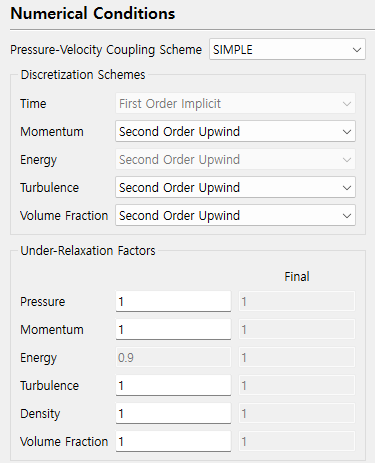 Numerical Conditions
Pressure-Velocity Coupling Scheme SIMPLE
Discretization Schemes
Time First Order Implicit
Momentum Second Order Upwind
Energy Second Order Upwind
Turbulence Second Order Upwind
Volume Fraction Second Order Upwind
Under-Relaxation Factors
Final
Pressure 1 1
Momentum 1 1
Energy 0.9 1
Turbulence 1 1
Density 1 1
Volume Fraction 1 1